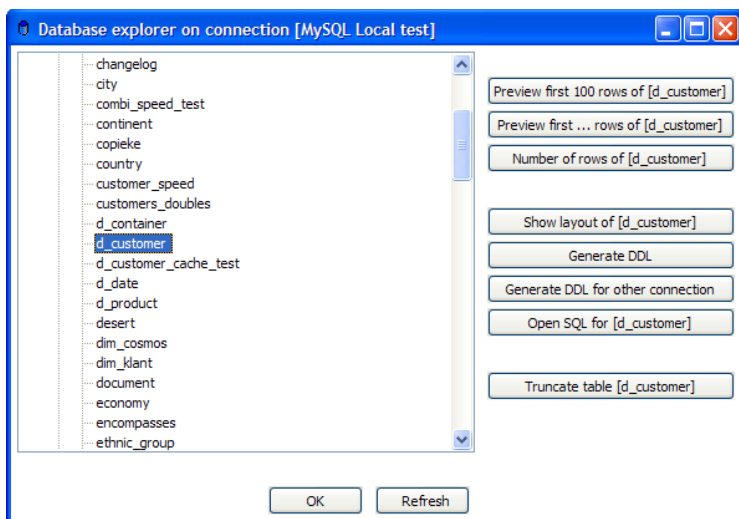 Database explorer on connection [MySQL Local test]
changelog
city
combi_speed_test
continent
copieke
country
customer_speed
customers_doubles
d_container
d_customer
d_customer_cache_test
d_date
d_product
desert
dim_cosmos
dim_klant
document
economy
encompasses
ethnic_group
Preview first 100 rows of [d_customer]
Preview first ... rows of [d_customer]
Number of rows of [d_customer]
Show layout of [d_customer]
Generate DDL
Generate DDL for other connection
Open SQL for [d_customer]
Truncate table [d_customer]
OK
Refresh